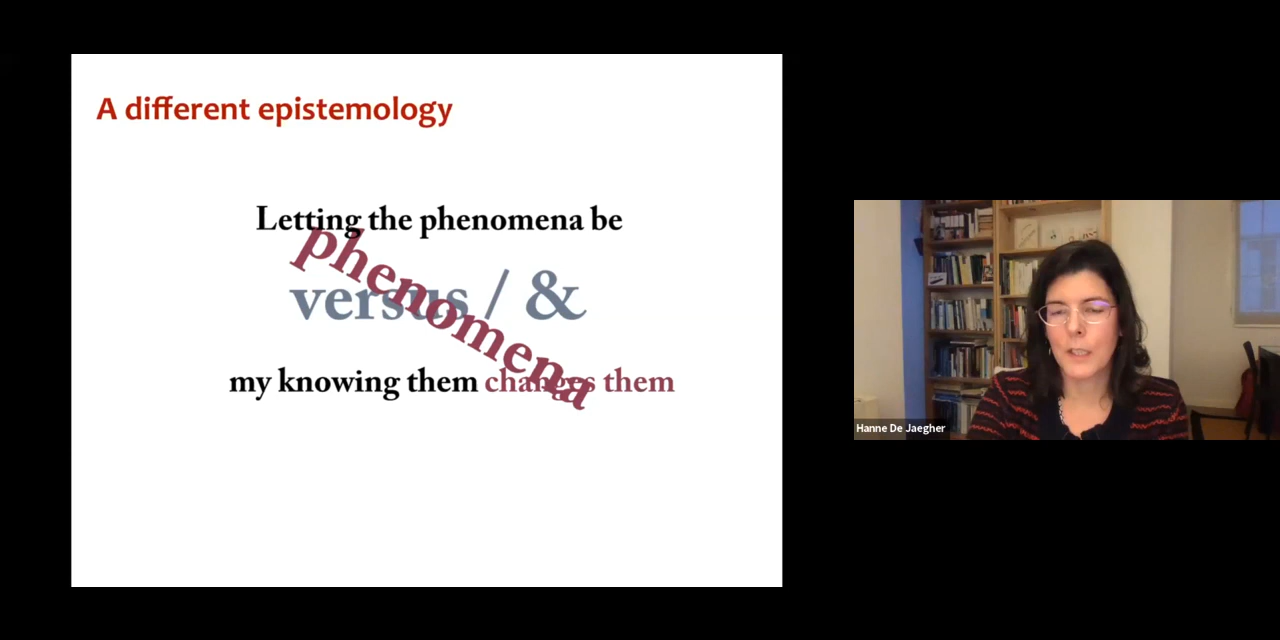 A different epistemology
Letting the phenomena be
phenomena
versus / &
my knowing them changes them
Hanne De Jaegher